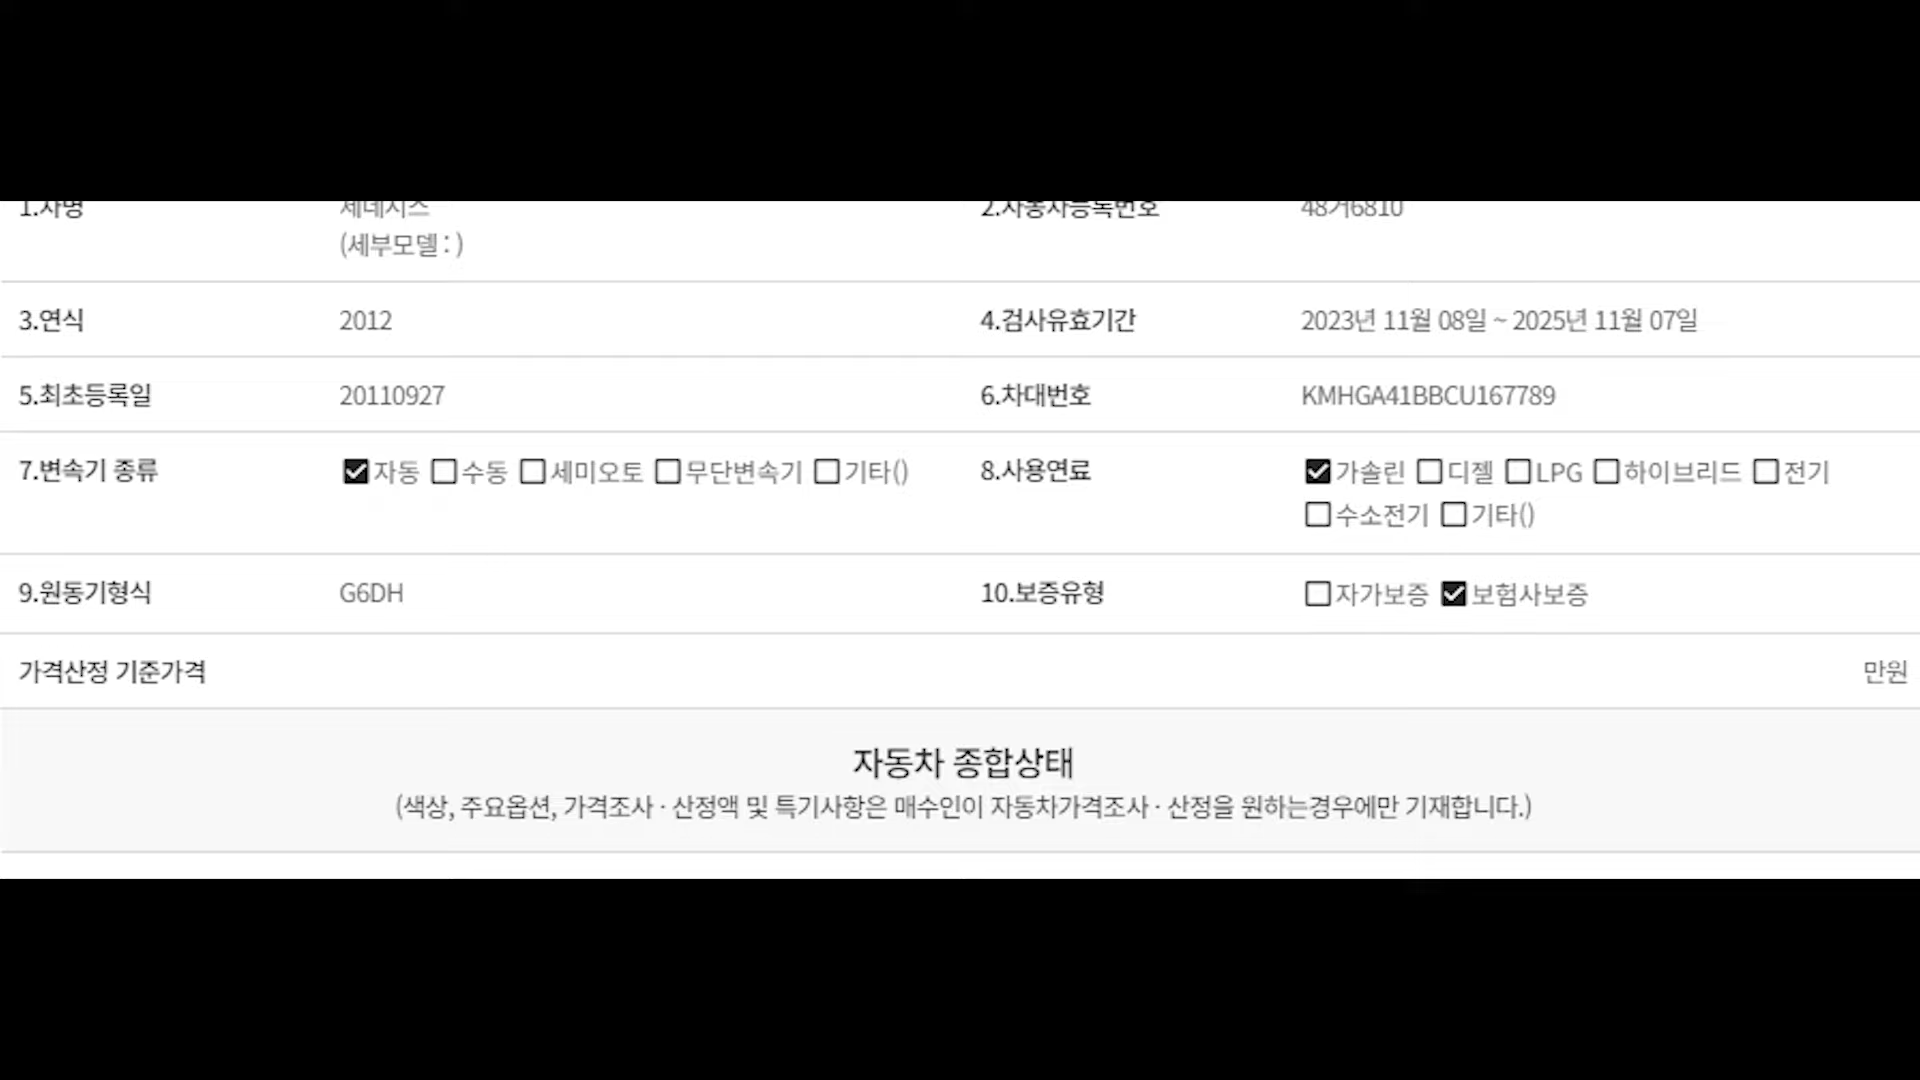 1.차명 제네시스 2.자동차등록번호 48거6810
(세부모델 : )
3.연식 2012 4.검사유효기간 2023년 11월 08일 ~ 2025년 11월 07일
5.최초등록일 20110927 6.차대번호 KMHGA41BBCU167789
7.변속기 종류 자동 수동 세미오토 무단변속기 기타() 8.사용연료 가솔린 디젤 LPG 하이브리드 전기
수소전기 기타()
9.원동기형식 G6DH 10.보증유형 자가보증 보험사보증
가격산정 기준가격 만원
자동차 종합상태
(색상, 주요옵션, 가격조사 · 산정액 및 특기사항은 매수인이 자동차가격조사 · 산정을 원하는경우에만 기재합니다.)